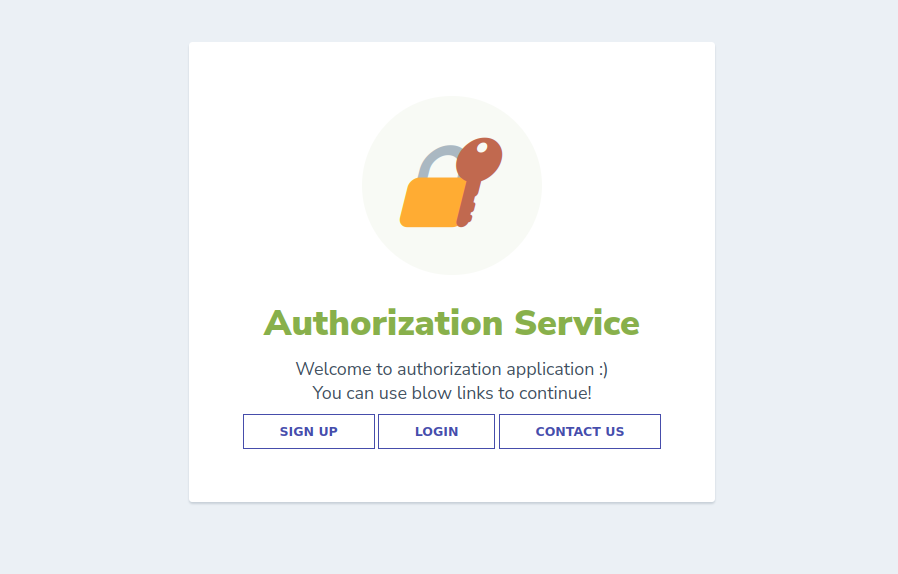 Authorization Service
Welcome to authorization application :)
You can use blow links to continue!
SIGN UP LOGIN CONTACT US